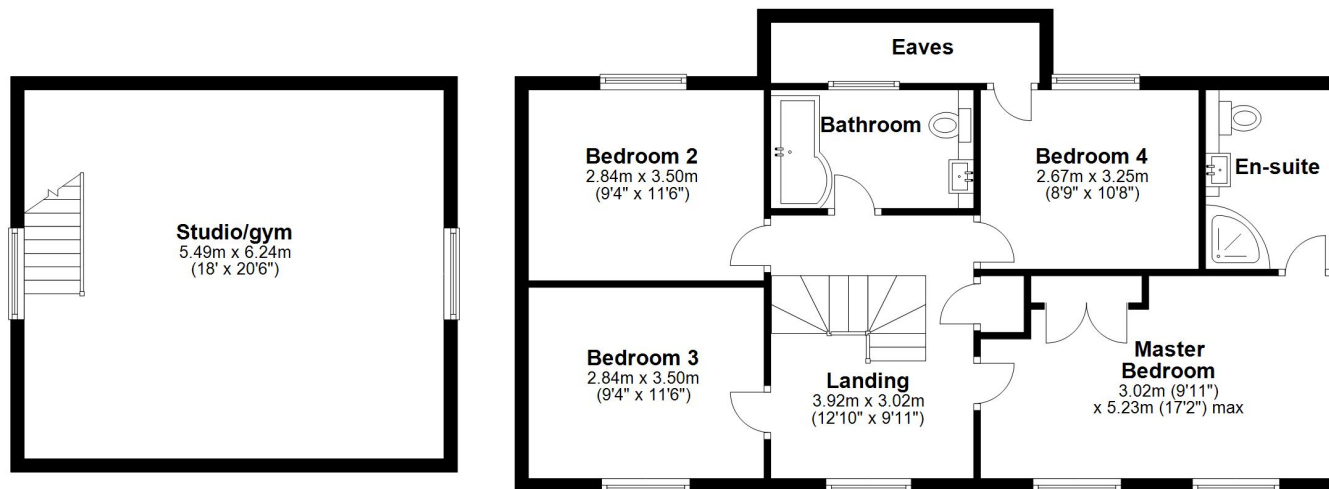 Eaves
Bathroom
Bedroom 2
2.84m x 3.50m
(9'4" x 11'6")
Bedroom 4
2.67m x 3.25m
(8'9" x 10'8")
En-suite
Studio/gym
5.49m x 6.24m
(18' x 20'6")
Bedroom 3
2.84m x 3.50m
(9'4" x 11'6")
Landing
3.92m x 3.02m
(12'10" x 9'11")
Master
Bedroom
3.02m (9'11")
x 5.23m (17'2") max